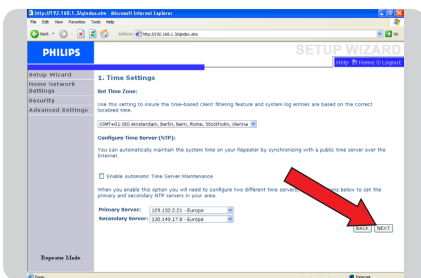 http://192.168.1.3/qindex.stm - Microsoft Internet Explorer
File Edit View Favorites Tools Help
Back
Address http://192.168.1.3/qindex.stm Go
PHILIPS
SETUP WIZARD
Help Home Logout
Setup Wizard
Home Network Settings
Security
Advanced Settings
1. Time Settings
Set Time Zone:
Use this setting to insure the time-based client filtering feature and system log entries are based on the correct
localized time.
(GMT+01:00) Amsterdam, Berlin, Bern, Rome, Stockholm, Vienna
Configure Time Server (NTP):
You can automatically maintain the system time on your Repeater by synchronizing with a public time server over the
Internet.
Enable Automatic Time Server Maintenance
When you enable this option you will need to configure two different time servers, below to set the
primary and secondary NTP servers in your area:
Primary Server: 129.132.2.21 - Europe
Secondary Server: 130.149.17.8 - Europe
BACK NEXT
Repeater Mode
Done
Internet